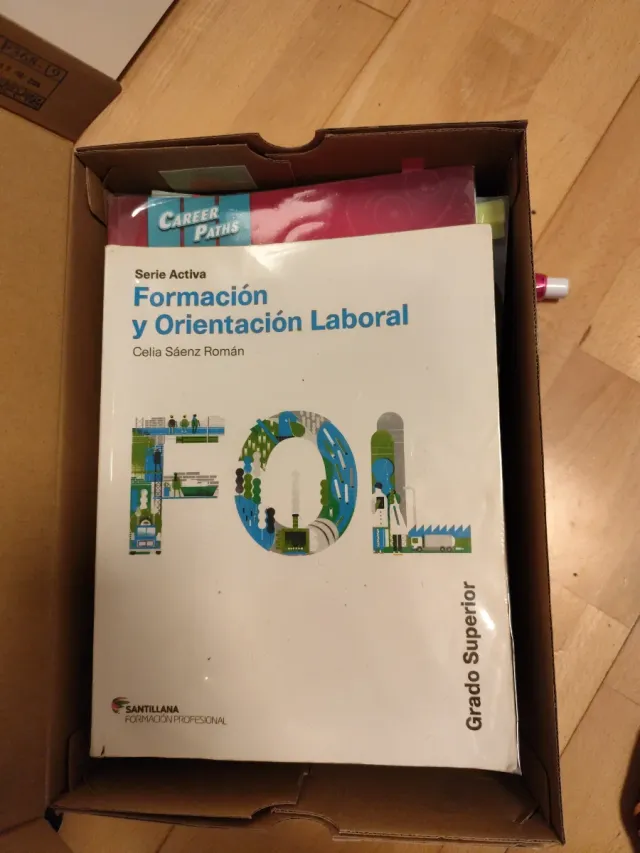 CAREER
PATHS
Serie Activa
Formación
y Orientación Laboral
Celia Sáenz Román
FOL
Grado Superior
SANTILLANA
FORMACIÓN PROFESIONAL